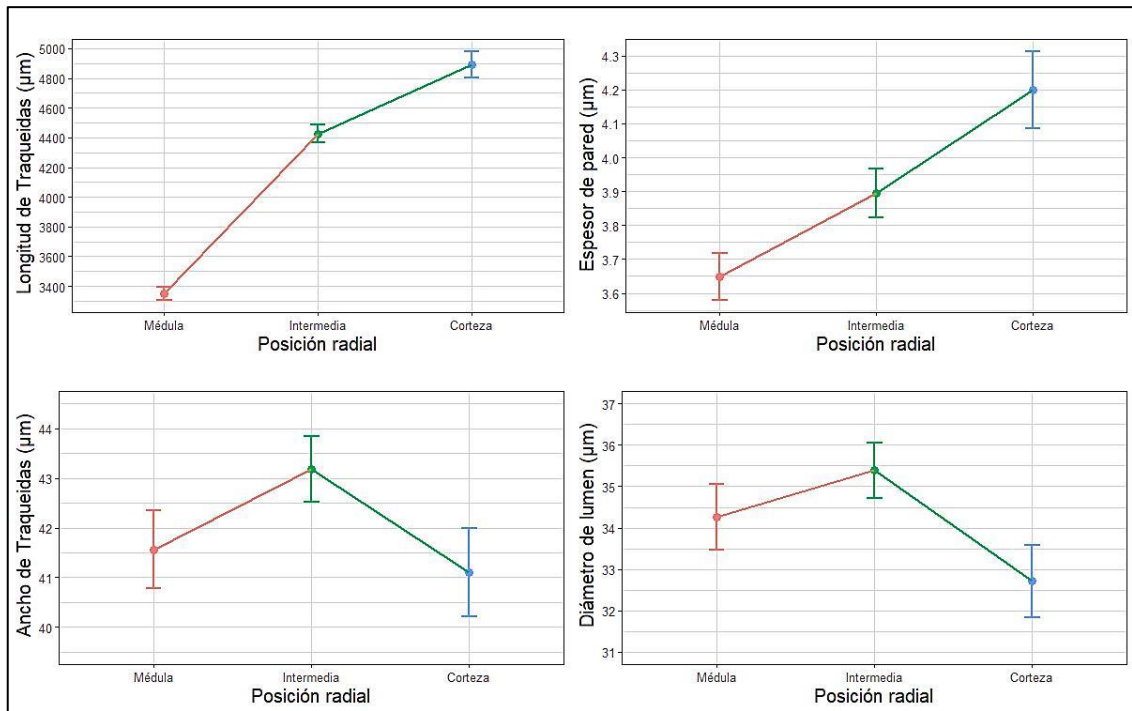 Longitud de Traqueidas (µm)
5000
4800
4600
4400
4200
4000
3800
3600
3400
Médula Intermedia Corteza
Posición radial
Espesor de pared (µm)
4.3
4.2
4.1
4.0
3.9
3.8
3.7
3.6
Médula Intermedia Corteza
Posición radial
Ancho de Traqueidas (µm)
44
43
42
41
40
Médula Intermedia Corteza
Posición radial
Diámetro de lumen (µm)
37
36
35
34
33
32
31
Médula Intermedia Corteza
Posición radial